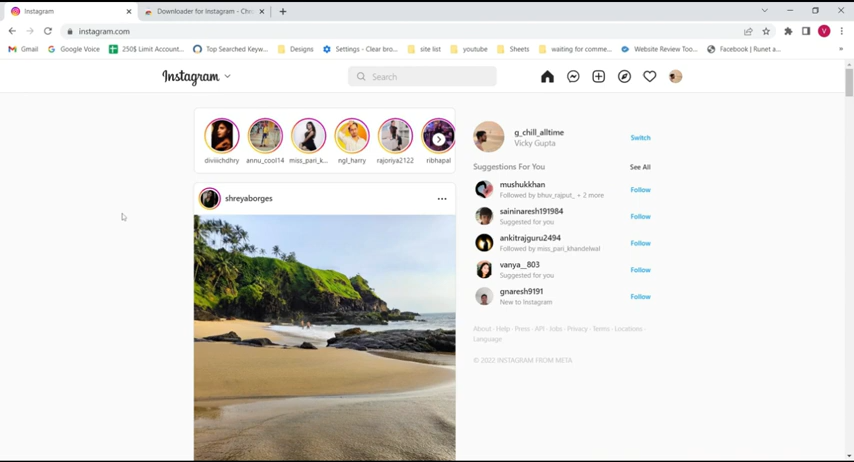 Instagram
Downloader for Instagram - Chr
instagram.com
V
Gmail
Google Voice
250$ Limit Account...
Top Searched Keyw...
Designs
Settings - Clear bro...
site list
youtube
Sheets
waiting for comme...
Website Review Too...
Facebook | Runet a...
»
Instagram
Search
diviiichdhry
annu_cool14
miss_pari_k...
ngl_harry
rajoriya2122
ribhapal
g_chill_alltime
Vicky Gupta
Switch
Suggestions For You
See All
mushukkhan
Followed by bhuv_rajput_ + 2 more
Follow
saininaresh191984
Suggested for you
Follow
ankitrajguru2494
Followed by miss_pari_khandelwal
Follow
vanya__803
Suggested for you
Follow
gnaresh9191
New to Instagram
Follow
About · Help · Press · API · Jobs · Privacy · Terms · Locations ·
Language
© 2022 INSTAGRAM FROM META
shreyaborges